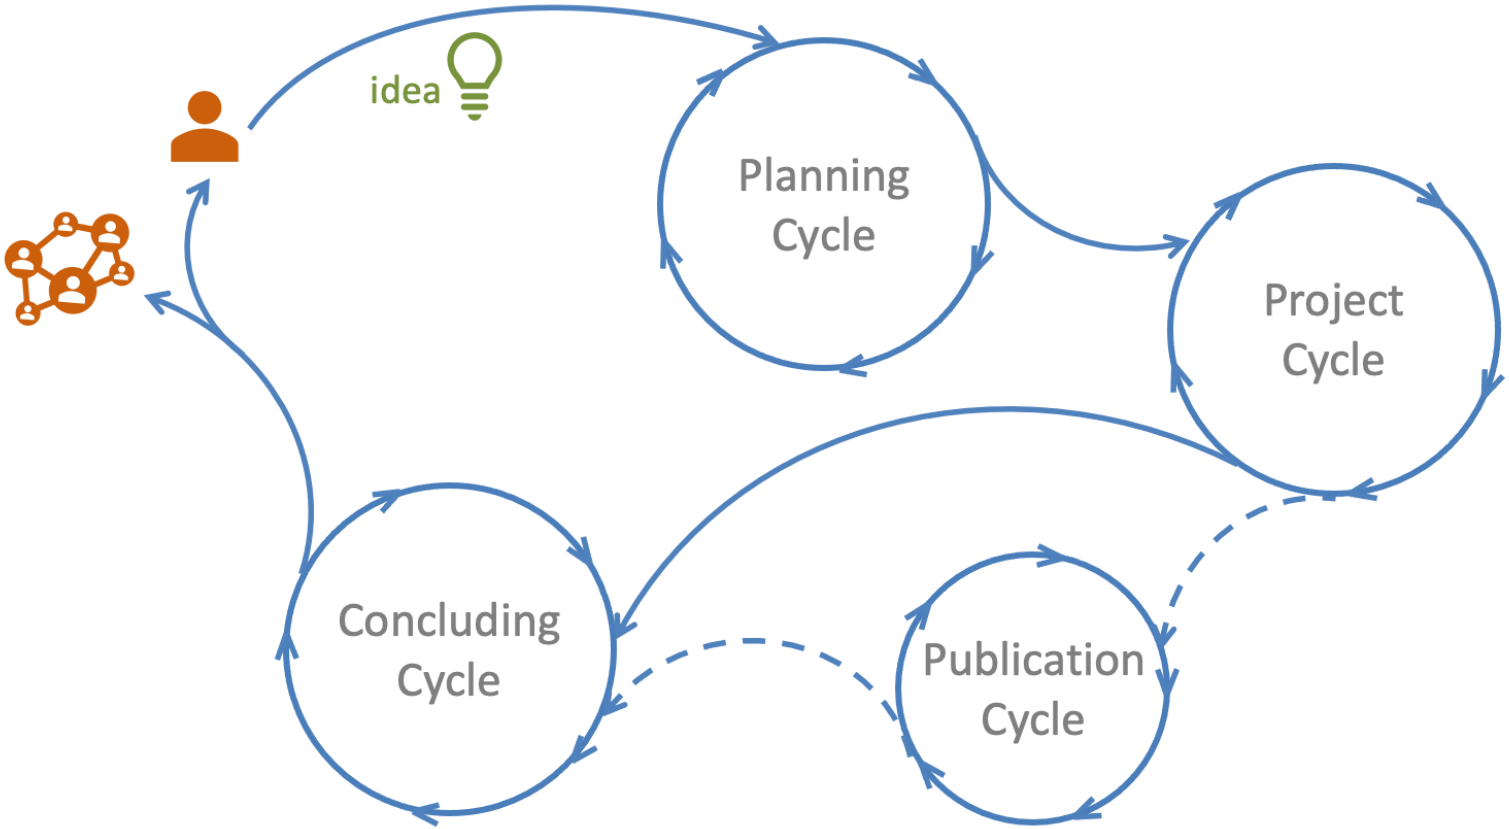 idea
Planning
Cycle
Project
Cycle
Concluding
Cycle
Publication
Cycle